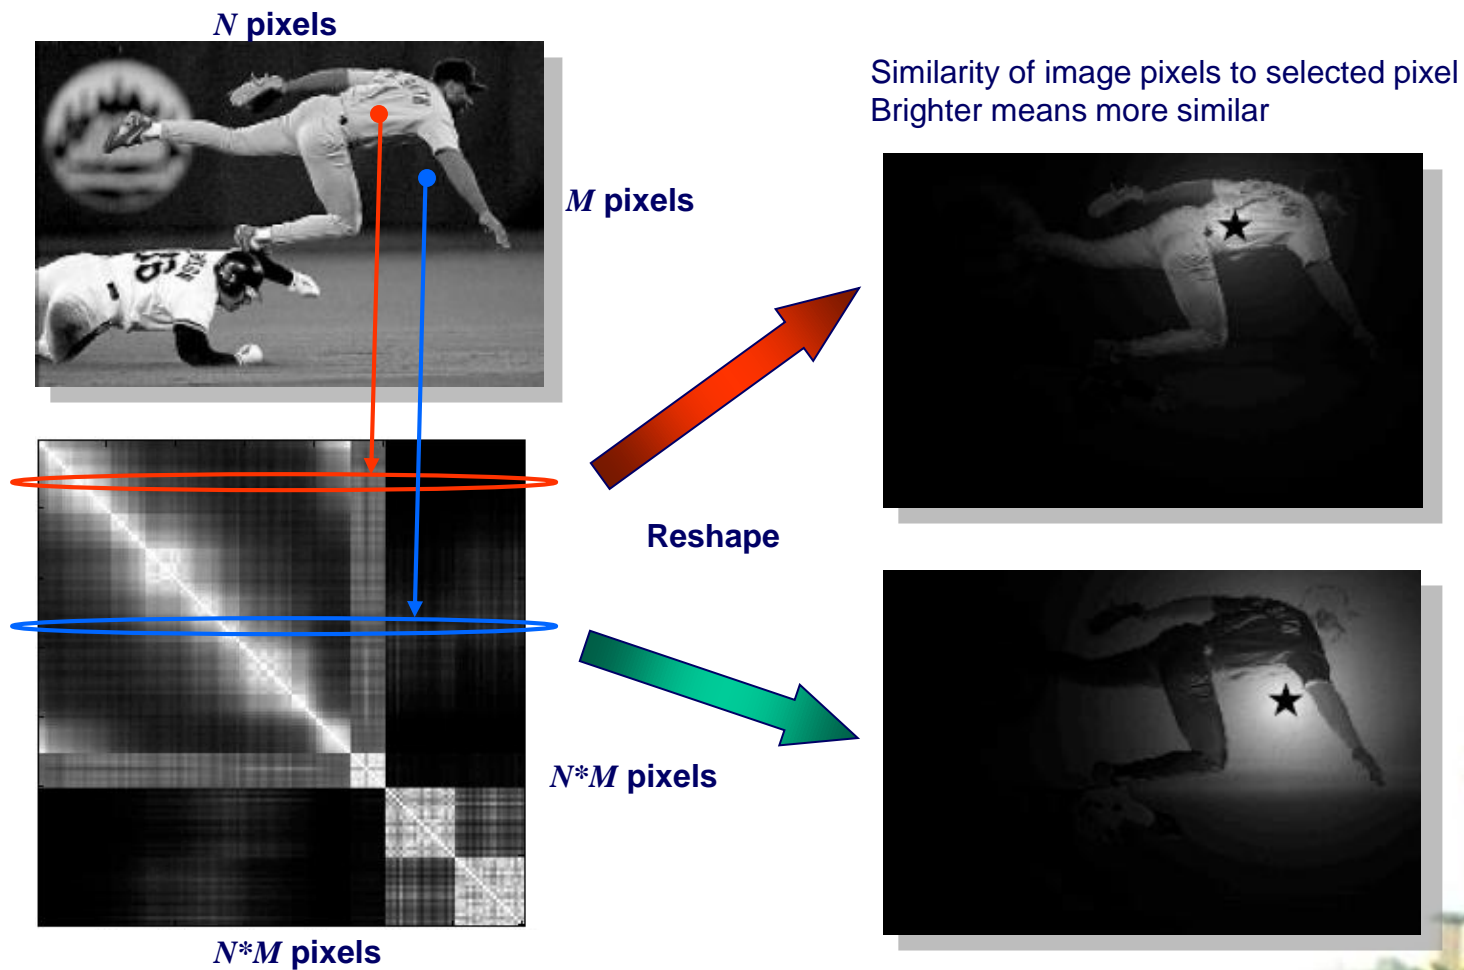 N pixels
Similarity of image pixels to selected pixel
Brighter means more similar
M pixels
Reshape
N*M pixels
N*M pixels